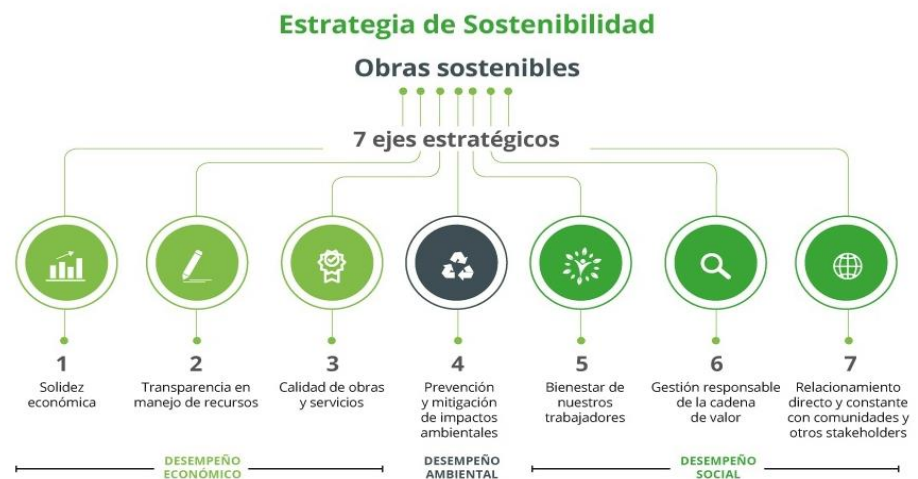 Estrategia de Sostenibilidad
Obras sostenibles
7 ejes estratégicos
1
Solidez
económica
2
Transparencia en
manejo de recursos
3
Calidad de obras
y servicios
4
Prevención
y mitigación
de impactos
ambientales
5
Bienestar de
nuestros
trabajadores
6
Gestión responsable
de la cadena
de valor
7
Relacionamiento
directo y constante
con comunidades y
otros stakeholders
DESEMPEÑO
ECONÓMICO
DESEMPEÑO
AMBIENTAL
DESEMPEÑO
SOCIAL